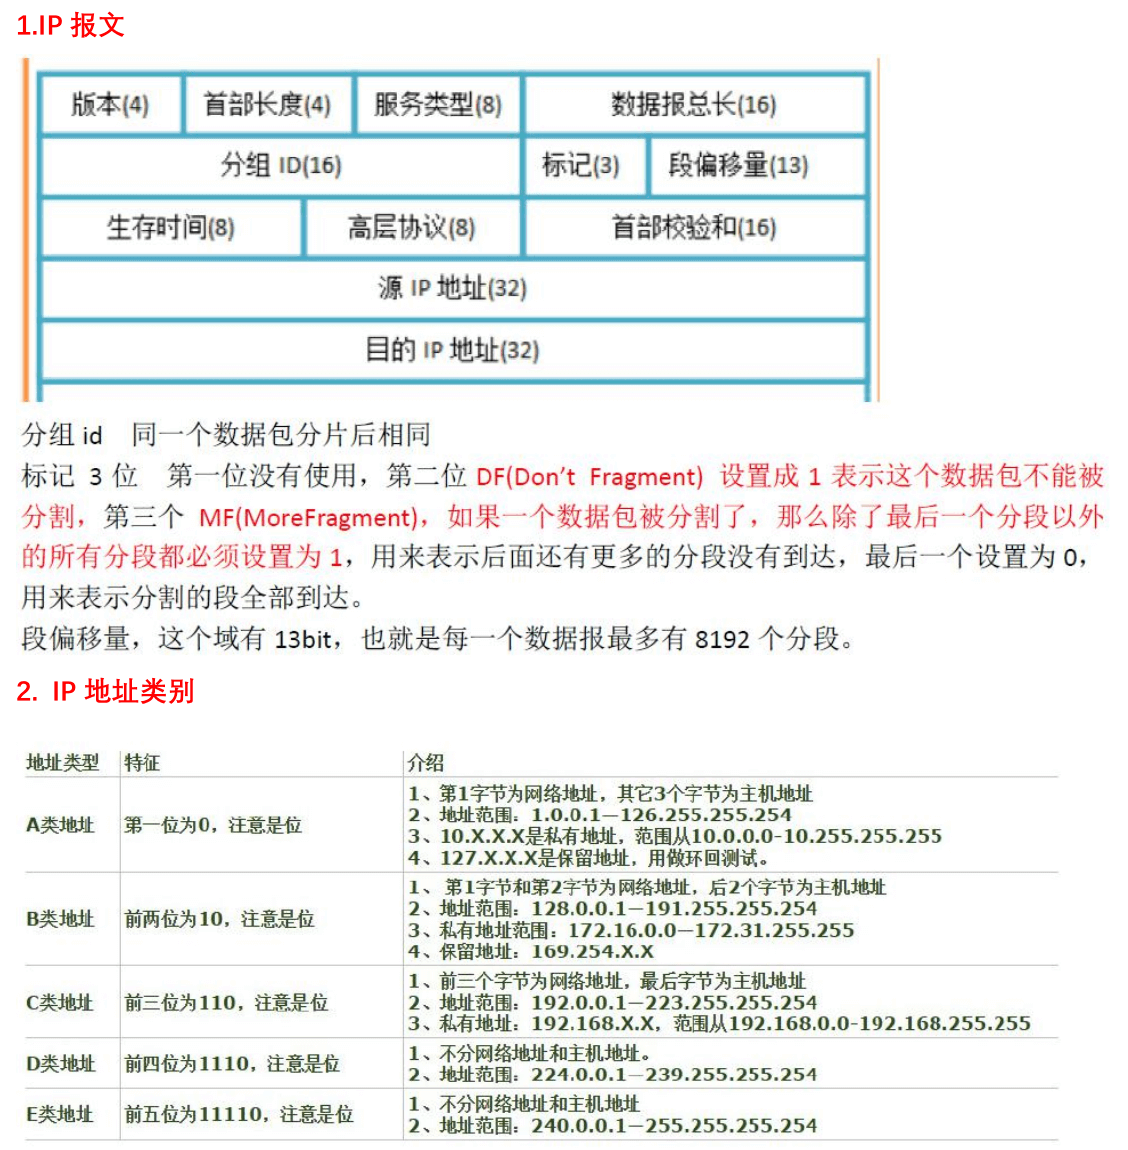 1.IP 报文
版本(4) 首部长度(4) 服务类型(8) 数据报总长(16)
分组 ID(16) 标记(3) 段偏移量(13)
生存时间(8) 高层协议(8) 首部校验和(16)
源 IP 地址(32)
目的 IP 地址(32)
分组 id 同一个数据包分片后相同
标记 3 位 第一位没有使用，第二位 DF(Don’t Fragment) 设置成 1 表示这个数据包不能被
分割，第三个 MF(MoreFragment)，如果一个数据包被分割了，那么除了最后一个分段以外
的所有分段都必须设置为 1，用来表示后面还有更多的分段没有到达，最后一个设置为 0，
用来表示分割的段全部到达。
段偏移量，这个域有 13bit，也就是每一个数据报最多有 8192 个分段。
2. IP 地址类别
地址类型 特征 介绍
A类地址 第一位为0，注意是位
1、第1字节为网络地址，其它3个字节为主机地址
2、地址范围：1.0.0.1—126.255.255.254
3、10.X.X.X是私有地址，范围从10.0.0.0-10.255.255.255
4、127.X.X.X是保留地址，用做环回测试。
B类地址 前两位为10，注意是位
1、 第1字节和第2字节为网络地址，后2个字节为主机地址
2、地址范围：128.0.0.1—191.255.255.254
3、私有地址范围：172.16.0.0—172.31.255.255
4、保留地址：169.254.X.X
C类地址 前三位为110，注意是位
1、前三个字节为网络地址，最后字节为主机地址
2、地址范围：192.0.0.1—223.255.255.254
3、私有地址：192.168.X.X，范围从192.168.0.0-192.168.255.255
D类地址 前四位为1110，注意是位
1、不分网络地址和主机地址。
2、地址范围：224.0.0.1—239.255.255.254
E类地址 前五位为11110，注意是位
1、不分网络地址和主机地址
2、地址范围：240.0.0.1—255.255.255.254